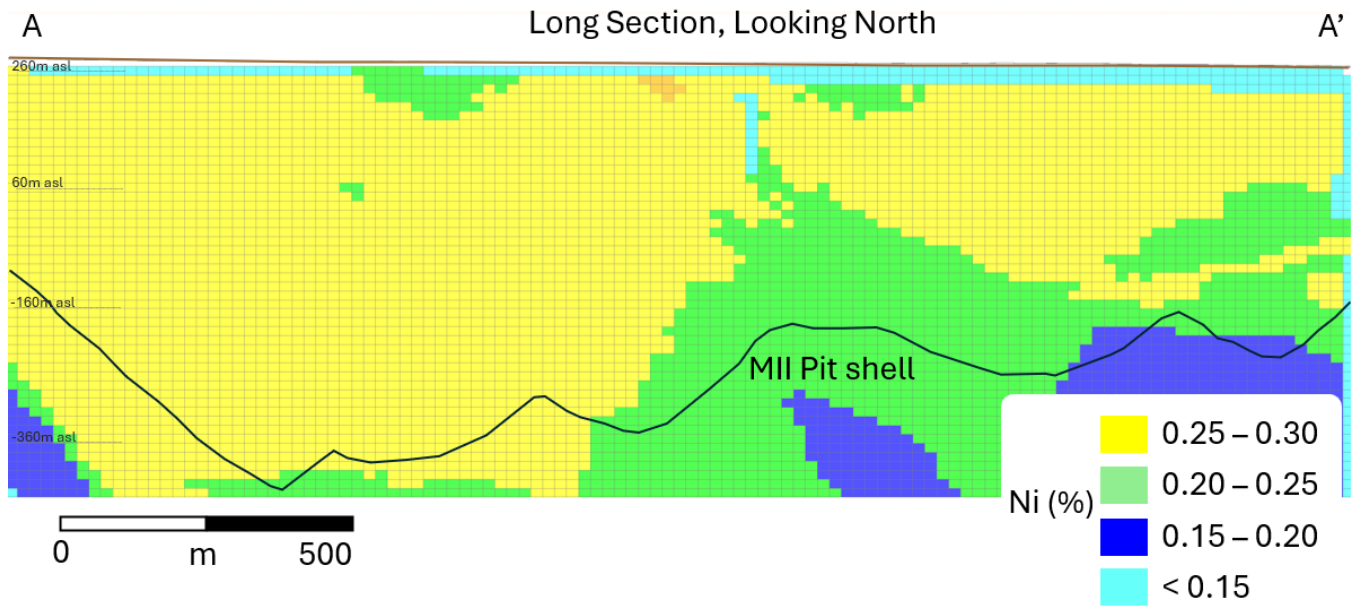 A
Long Section, Looking North
A’
260m asl
60m asl
-160m asl
MII Pit shell
-360m asl
0.25 – 0.30
0.20 – 0.25
Ni (%)
0.15 – 0.20
< 0.15
0 m 500